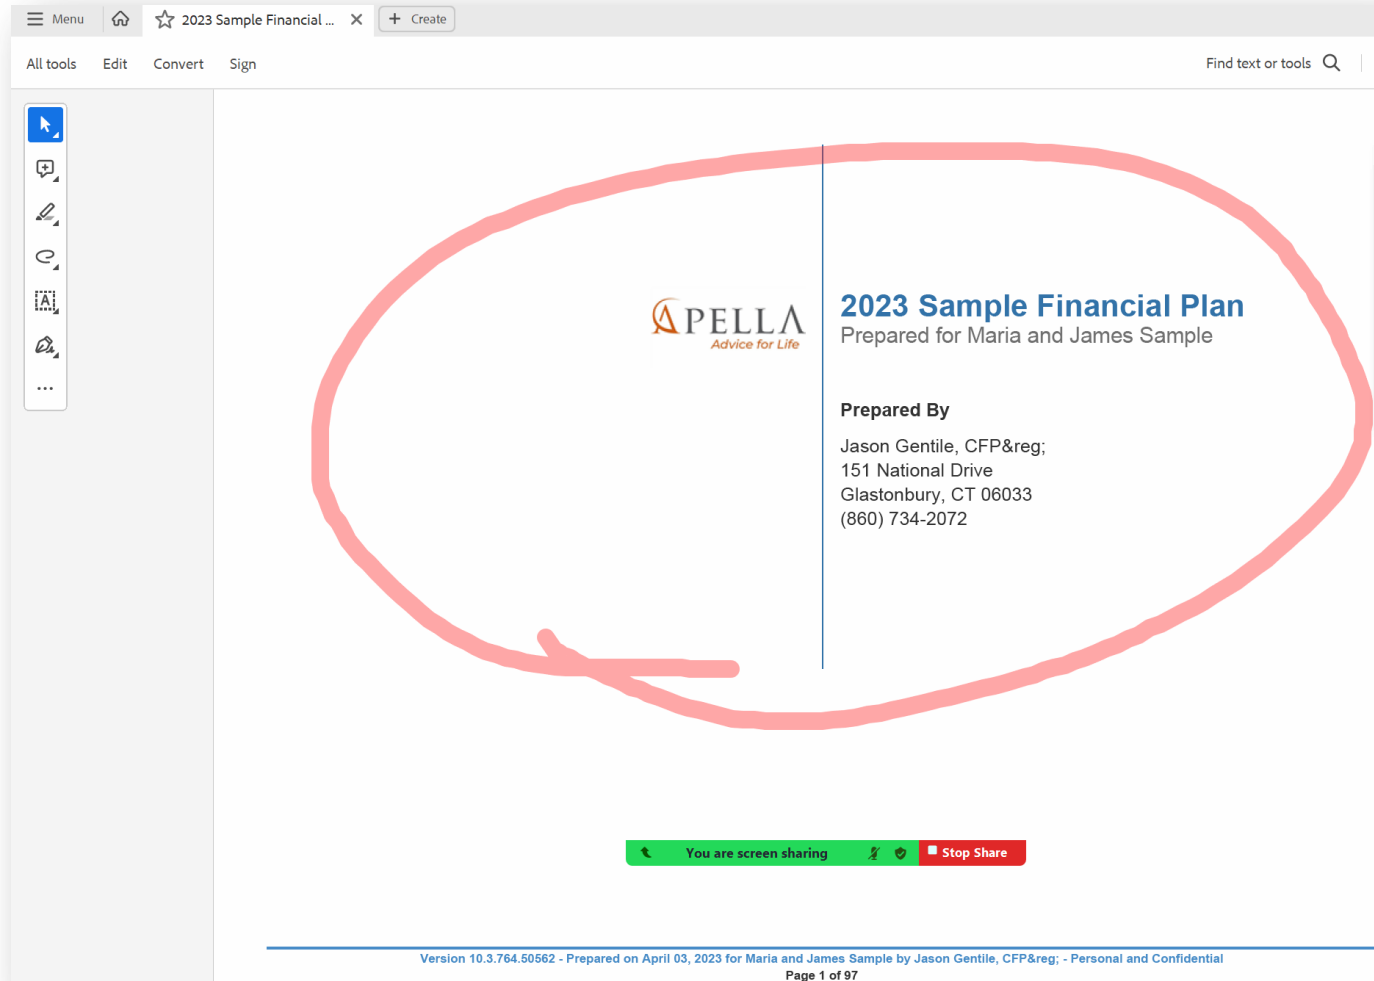 Menu
2023 Sample Financial ...
Create
All tools
Edit
Convert
Sign
Find text or tools
APELLA
Advice for Life
2023 Sample Financial Plan
Prepared for Maria and James Sample
Prepared By
Jason Gentile, CFP&reg;
151 National Drive
Glastonbury, CT 06033
(860) 734-2072
You are screen sharing
Stop Share
Version 10.3.764.50562 - Prepared on April 03, 2023 for Maria and James Sample by Jason Gentile, CFP&reg; - Personal and Confidential
Page 1 of 97